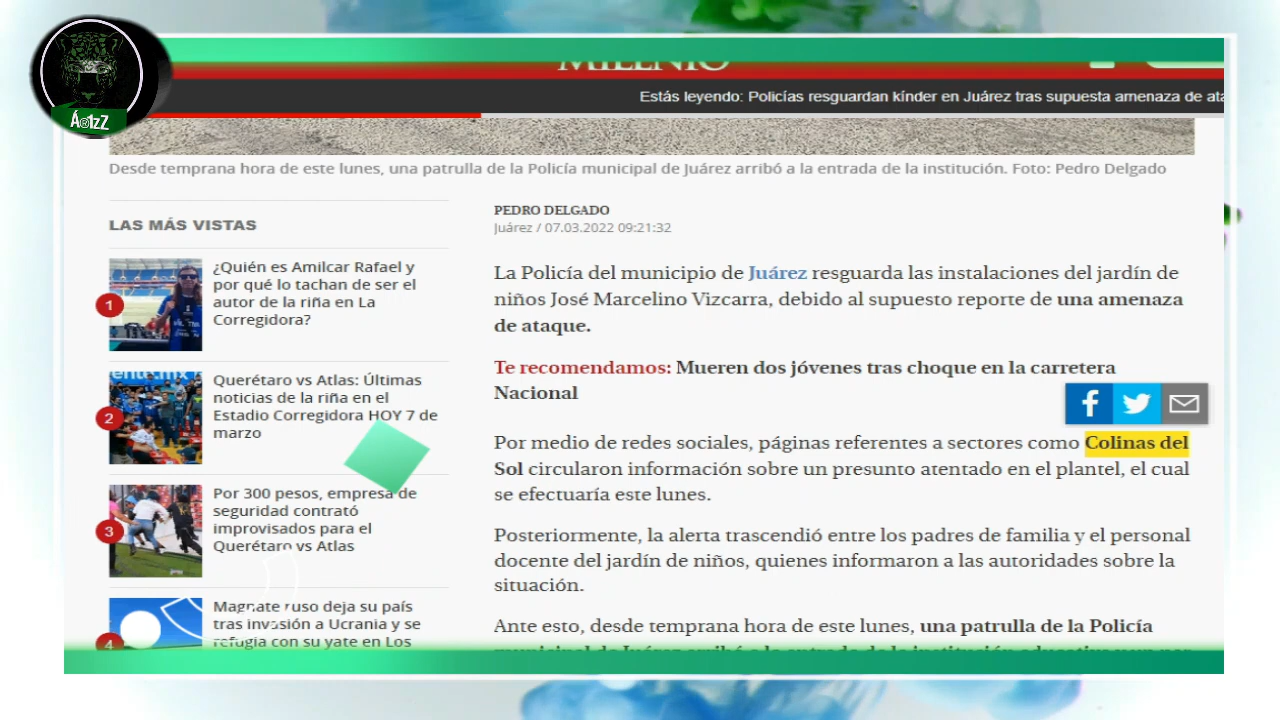 MILENIO
Estás leyendo: Policías resguardan kínder en Juárez tras supuesta amenaza de
Á®1zZ
Desde temprana hora de este lunes, una patrulla de la Policía municipal de Juárez arribó a la entrada de la institución. Foto: Pedro Delgado
LAS MÁS VISTAS
1
¿Quién es Amilcar Rafael y
por qué lo tachan de ser el
autor de la riña en La
Corregidora?
2
Querétaro vs Atlas: Últimas
noticias de la riña en el
Estadio Corregidora HOY 7 de
marzo
3
Por 300 pesos, empresa de
seguridad contrató
improvisados para el
Querétaro vs Atlas
4
Magnate ruso deja su país
tras invasión a Ucrania y se
refugia con su yate en Los
PEDRO DELGADO
Juárez / 07.03.2022 09:21:32
La Policía del municipio de Juárez resguarda las instalaciones del jardín de
niños José Marcelino Vizcarra, debido al supuesto reporte de una amenaza
de ataque.
Te recomendamos: Mueren dos jóvenes tras choque en la carretera
Nacional
Por medio de redes sociales, páginas referentes a sectores como Colinas del
Sol circularon información sobre un presunto atentado en el plantel, el cual
se efectuaría este lunes.
Posteriormente, la alerta trascendió entre los padres de familia y el personal
docente del jardín de niños, quienes informaron a las autoridades sobre la
situación.
Ante esto, desde temprana hora de este lunes, una patrulla de la Policía